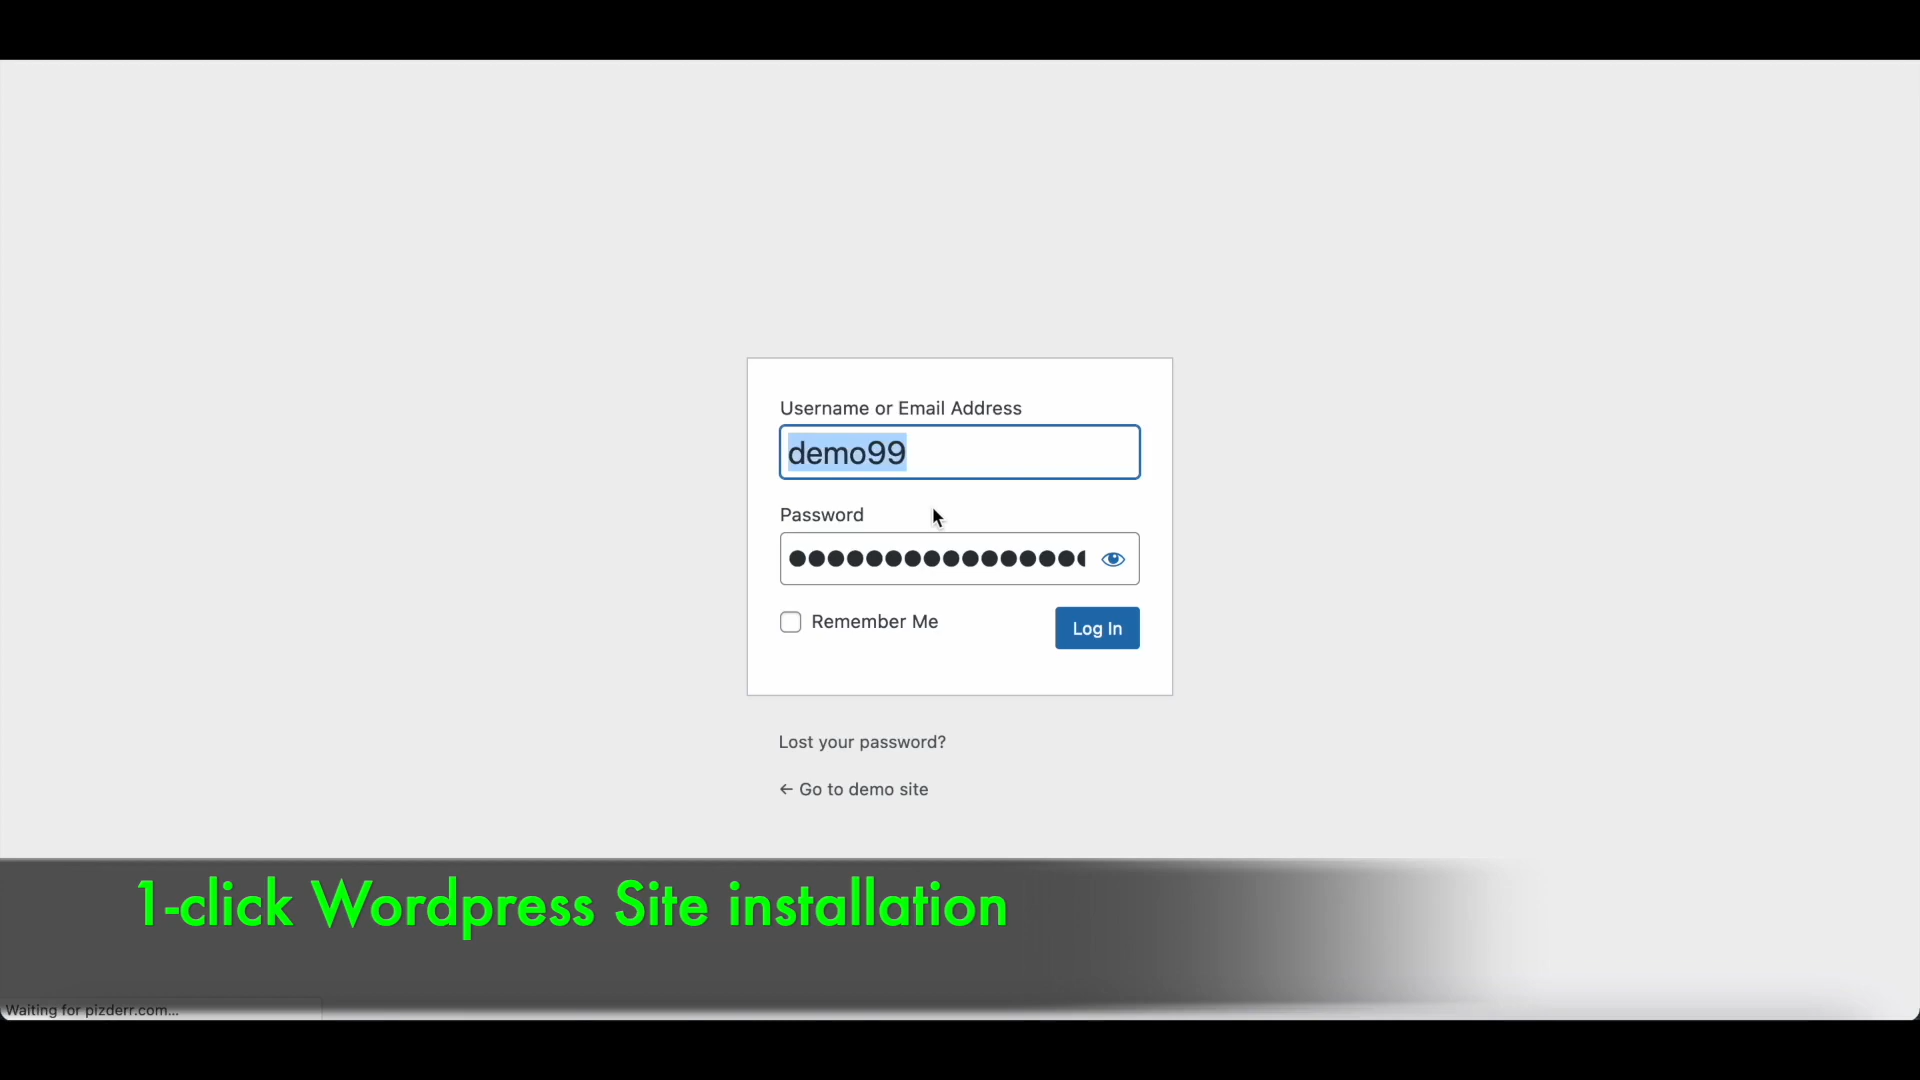 Username or Email Address
demo99
Password
Remember Me
Log In
Lost your password?
← Go to demo site
1-click Wordpress Site installation
Waiting for pizderr.com...